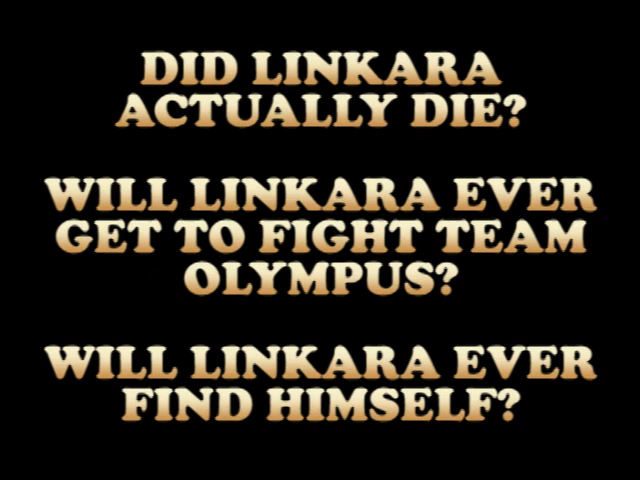 DID LINKARA
ACTUALLY DIE?
WILL LINKARA EVER
GET TO FIGHT TEAM
OLYMPUS?
WILL LINKARA EVER
FIND HIMSELF?